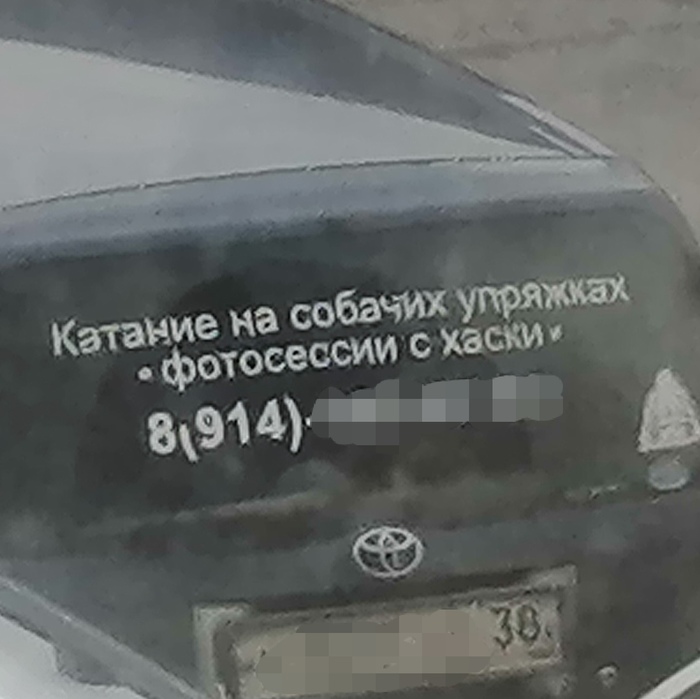 Катание на собачих упряжках
• фотосессии с хаски •
8(914)-
38